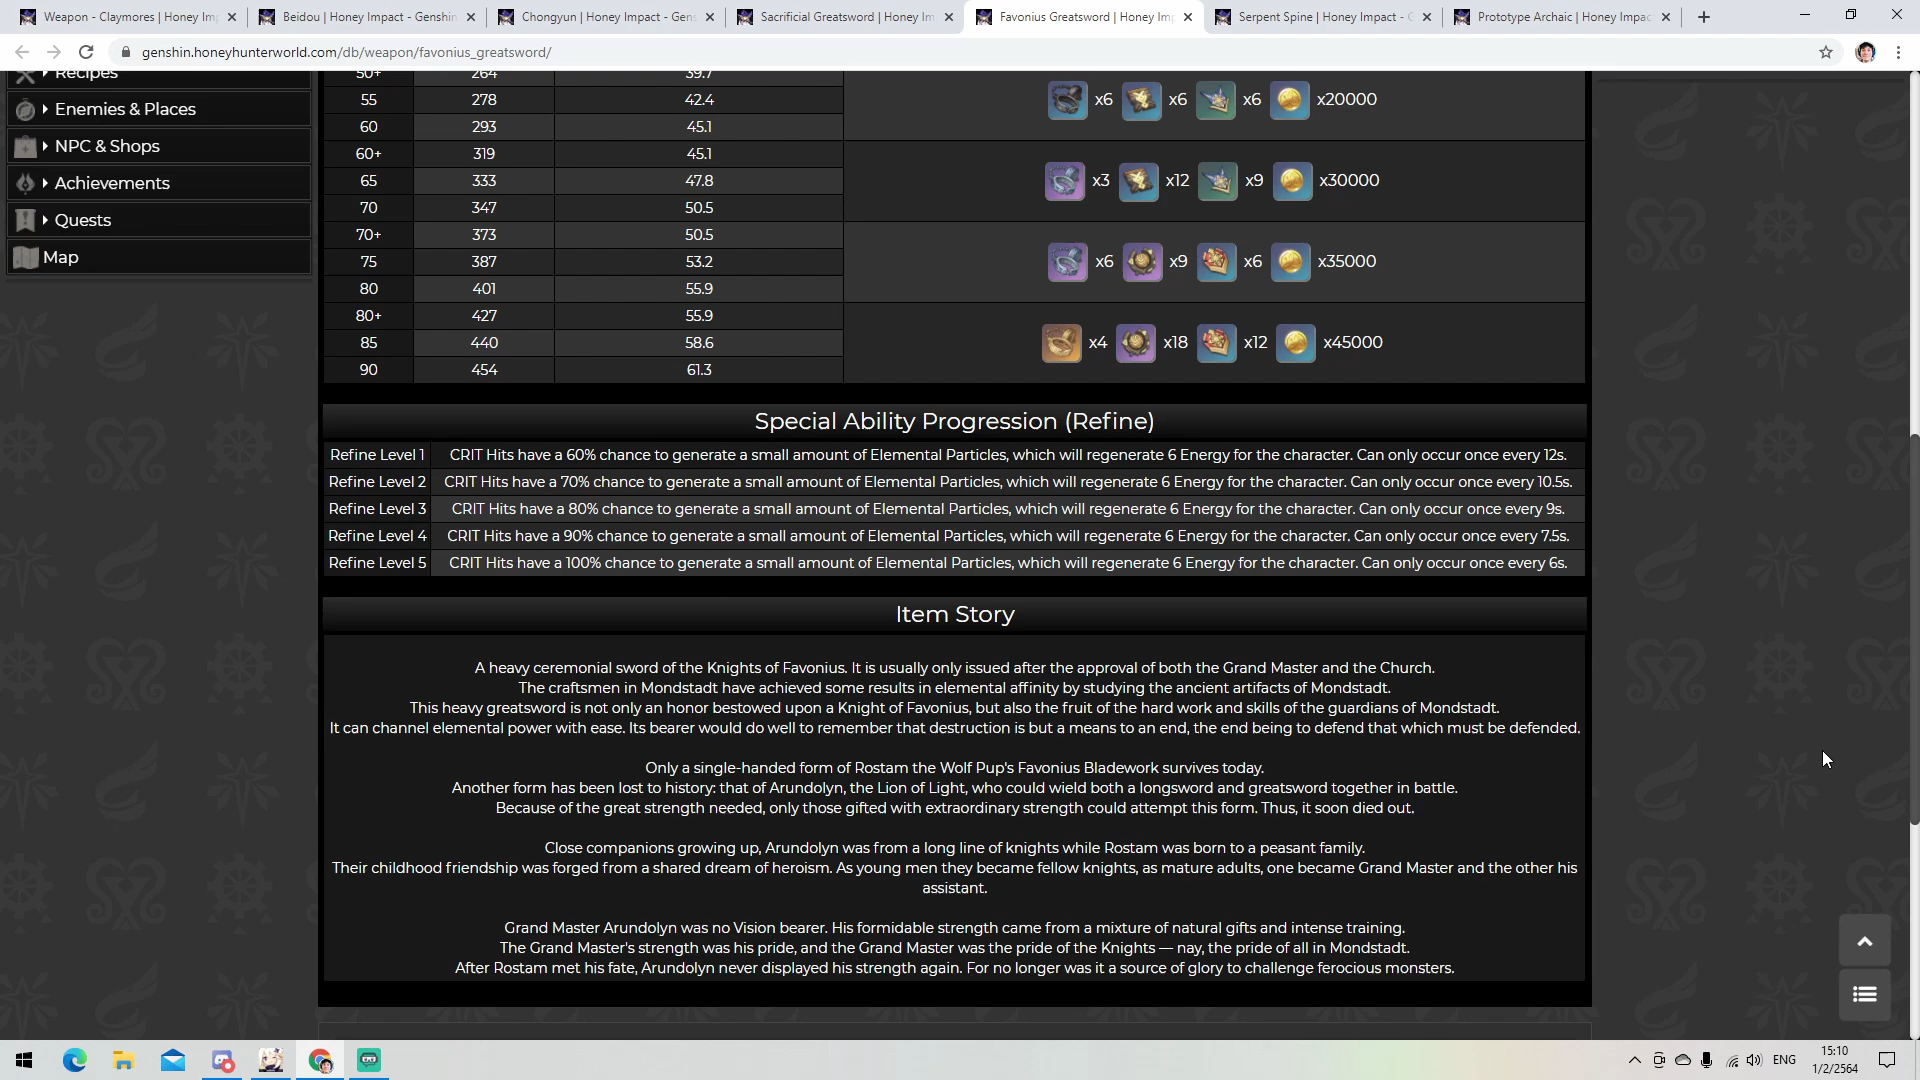 Weapon - Claymores | Honey Im
Beidou | Honey Impact - Genshin
Chongyun | Honey Impact - Gens
Sacrificial Greatsword | Honey Im
Favonius Greatsword | Honey Im
Serpent Spine | Honey Impact - G
Prototype Archaic | Honey Impac
genshin.honeyhunterworld.com/db/weapon/favonius_greatsword/
Recipes
Enemies & Places
NPC & Shops
Achievements
Quests
Map
50+ 264 39.7
55 278 42.4 x6 x6 x6 x20000
60 293 45.1
60+ 319 45.1
65 333 47.8 x3 x12 x9 x30000
70 347 50.5
70+ 373 50.5
75 387 53.2 x6 x9 x6 x35000
80 401 55.9
80+ 427 55.9
85 440 58.6 x4 x18 x12 x45000
90 454 61.3
Special Ability Progression (Refine)
Refine Level 1 CRIT Hits have a 60% chance to generate a small amount of Elemental Particles, which will regenerate 6 Energy for the character. Can only occur once every 12s.
Refine Level 2 CRIT Hits have a 70% chance to generate a small amount of Elemental Particles, which will regenerate 6 Energy for the character. Can only occur once every 10.5s.
Refine Level 3 CRIT Hits have a 80% chance to generate a small amount of Elemental Particles, which will regenerate 6 Energy for the character. Can only occur once every 9s.
Refine Level 4 CRIT Hits have a 90% chance to generate a small amount of Elemental Particles, which will regenerate 6 Energy for the character. Can only occur once every 7.5s.
Refine Level 5 CRIT Hits have a 100% chance to generate a small amount of Elemental Particles, which will regenerate 6 Energy for the character. Can only occur once every 6s.
Item Story
A heavy ceremonial sword of the Knights of Favonius. It is usually only issued after the approval of both the Grand Master and the Church.
The craftsmen in Mondstadt have achieved some results in elemental affinity by studying the ancient artifacts of Mondstadt.
This heavy greatsword is not only an honor bestowed upon a Knight of Favonius, but also the fruit of the hard work and skills of the guardians of Mondstadt.
It can channel elemental power with ease. Its bearer would do well to remember that destruction is but a means to an end, the end being to defend that which must be defended.
Only a single-handed form of Rostam the Wolf Pup's Favonius Bladework survives today.
Another form has been lost to history: that of Arundolyn, the Lion of Light, who could wield both a longsword and greatsword together in battle.
Because of the great strength needed, only those gifted with extraordinary strength could attempt this form. Thus, it soon died out.
Close companions growing up, Arundolyn was from a long line of knights while Rostam was born to a peasant family.
Their childhood friendship was forged from a shared dream of heroism. As young men they became fellow knights, as mature adults, one became Grand Master and the other his
assistant.
Grand Master Arundolyn was no Vision bearer. His formidable strength came from a mixture of natural gifts and intense training.
The Grand Master's strength was his pride, and the Grand Master was the pride of the Knights — nay, the pride of all in Mondstadt.
After Rostam met his fate, Arundolyn never displayed his strength again. For no longer was it a source of glory to challenge ferocious monsters.
ENG
15:10
1/2/2564